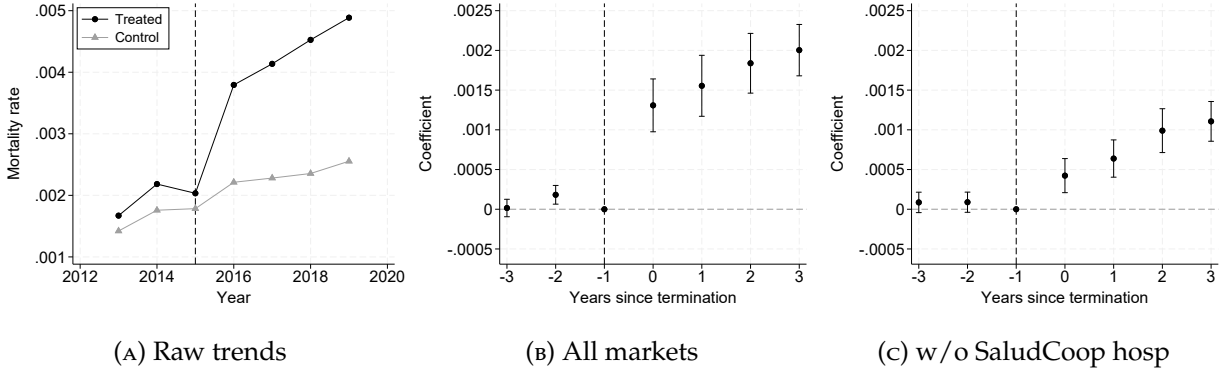 .005
.004
.003
.002
.001
Mortality rate
Treated
Control
2012 2014 2016 2018 2020
Year
(A) Raw trends
.0025
.002
.0015
.001
.0005
0
-.0005
Coefficient
-3 -2 -1 0 1 2 3
Years since termination
(B) All markets
.0025
.002
.0015
.001
.0005
0
-.0005
Coefficient
-3 -2 -1 0 1 2 3
Years since termination
(C) w/o SaludCoop hosp